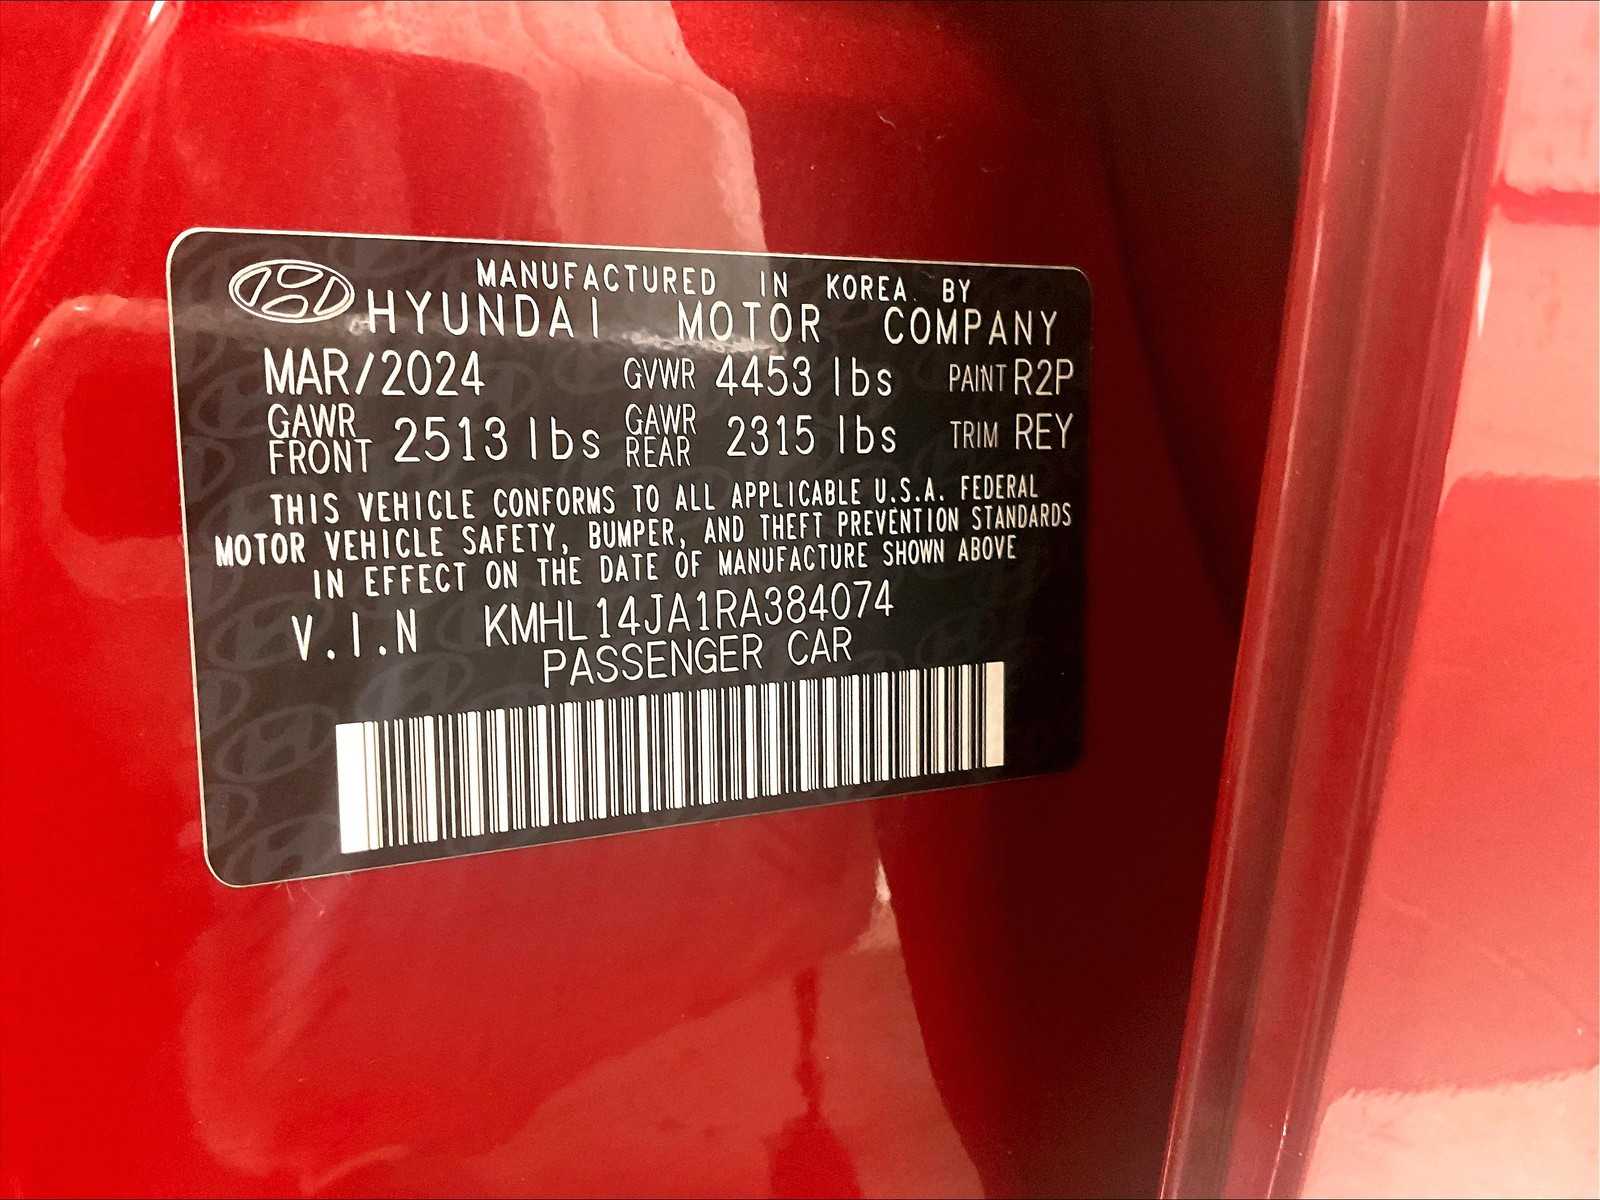 MANUFACTURED IN KOREA BY
HYUNDAI MOTOR COMPANY
MAR/2024 GVWR 4453 lbs PAINT R2P
GAWR FRONT 2513 lbs GAWR REAR 2315 lbs TRIM REY
THIS VEHICLE CONFORMS TO ALL APPLICABLE U.S.A. FEDERAL
MOTOR VEHICLE SAFETY, BUMPER, AND THEFT PREVENTION STANDARDS
IN EFFECT ON THE DATE OF MANUFACTURE SHOWN ABOVE
V.I.N KMHL14JA1RA384074
PASSENGER CAR